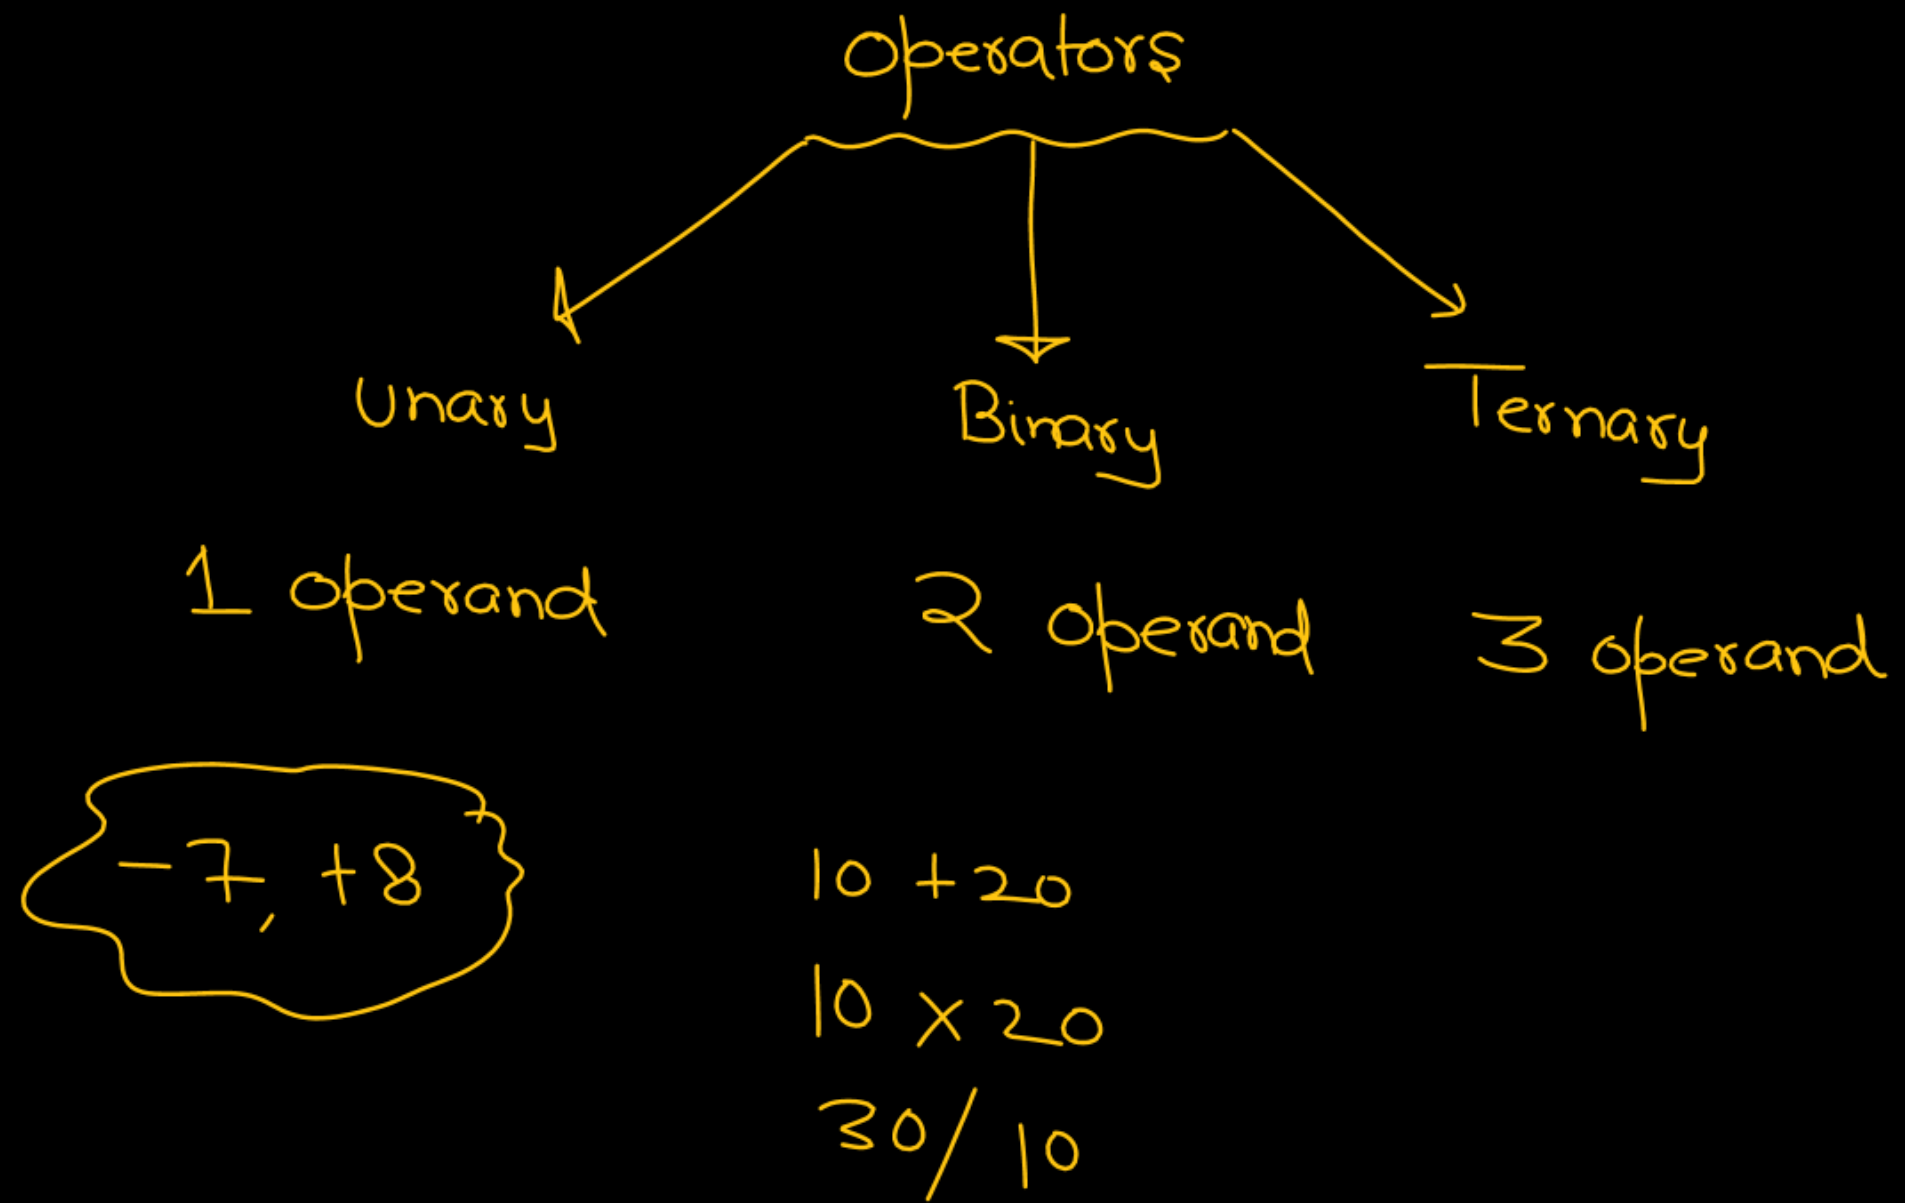 Operators
Unary Binary Ternary
1 operand 2 operand 3 operand
-7, +8
10 + 20
10 x 20
30/10